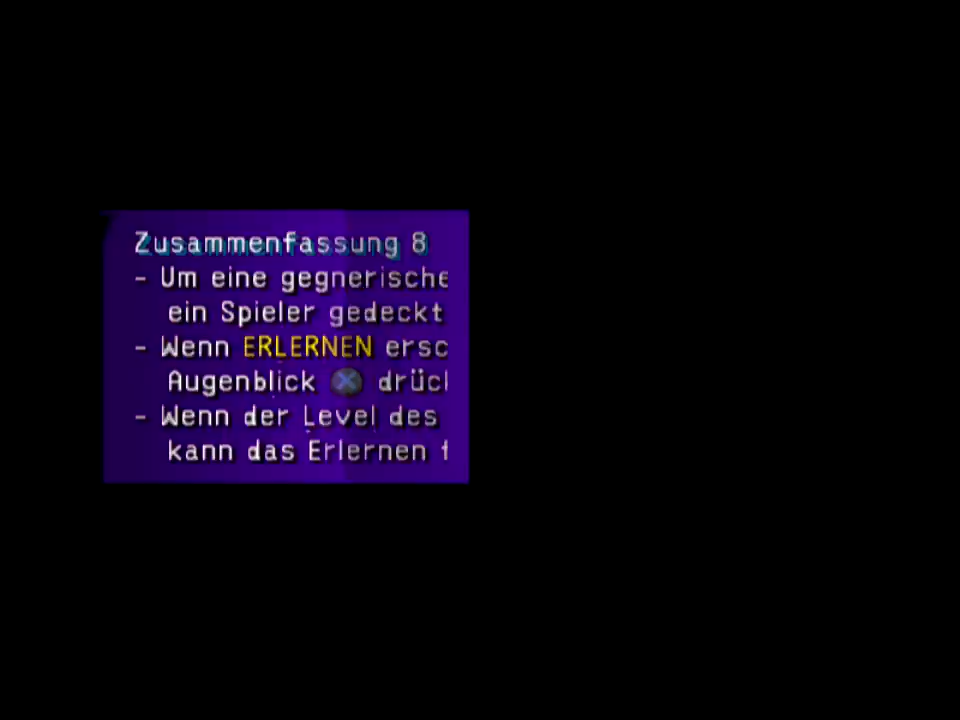 Zusammenfassung 8
- Um eine gegnerische
ein Spieler gedeckt
- Wenn ERLERNEN ersc
Augenblick drück
- Wenn der Level des
kann das Erlernen f